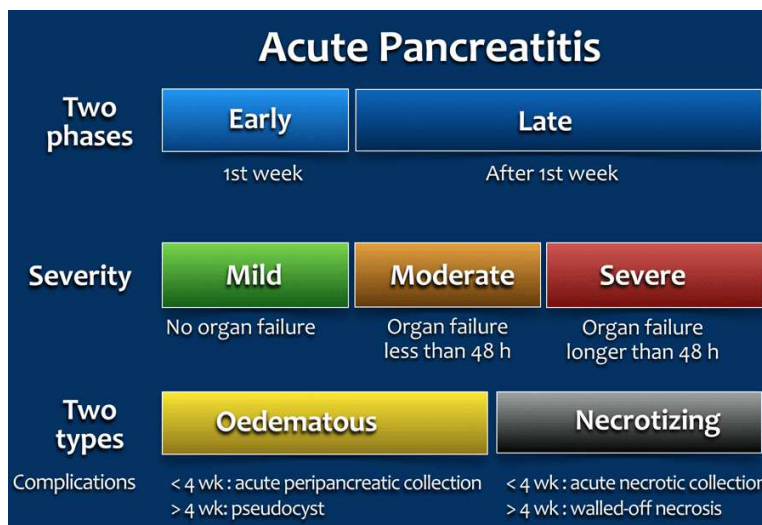 Acute Pancreatitis
Two
phases
Early
Late
1st week
After 1st week
Severity
Mild
Moderate
Severe
No organ failure
Organ failure
less than 48 h
Organ failure
longer than 48 h
Two
types
Oedematous
Necrotizing
Complications
< 4 wk : acute peripancreatic collection
> 4 wk: pseudocyst
< 4 wk : acute necrotic collection
> 4 wk : walled-off necrosis